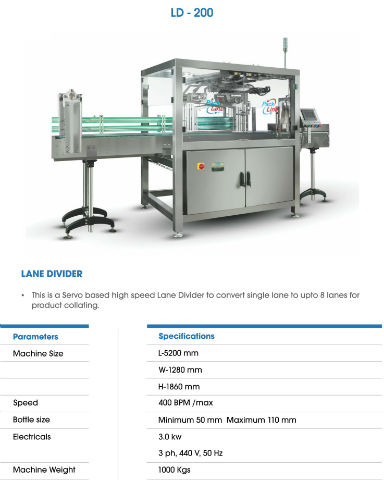 LD - 200
LANE DIVIDER
• This is a Servo based high speed Lane Divider to convert single lane to upto 8 lanes for
product collating.
Parameters Specifications
Machine Size L-5200 mm
W-1280 mm
H-1860 mm
Speed 400 BPM /max
Bottle size Minimum 50 mm Maximum 110 mm
Electricals 3.0 kw
3 ph, 440 V, 50 Hz
Machine Weight 1000 Kgs